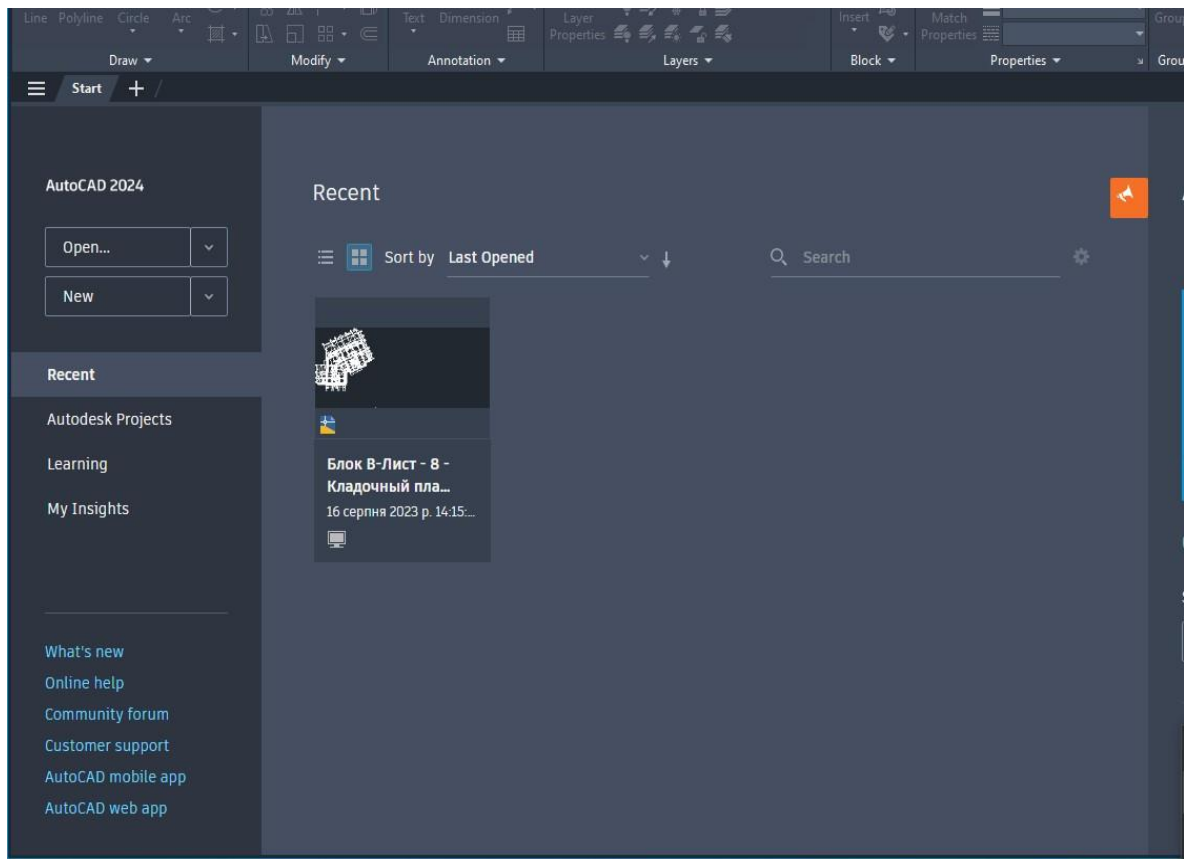 Line Polyline Circle Arc
Text Dimension
Layer Properties
Insert
Match Properties
Draw
Modify
Annotation
Layers
Block
Properties
Start
AutoCAD 2024
Open...
New
Recent
Autodesk Projects
Learning
My Insights
What's new
Online help
Community forum
Customer support
AutoCAD mobile app
AutoCAD web app
Recent
Sort by Last Opened
Search
Блок В-Лист - 8 -
Кладочный пла...
16 серпня 2023 р. 14:15:...